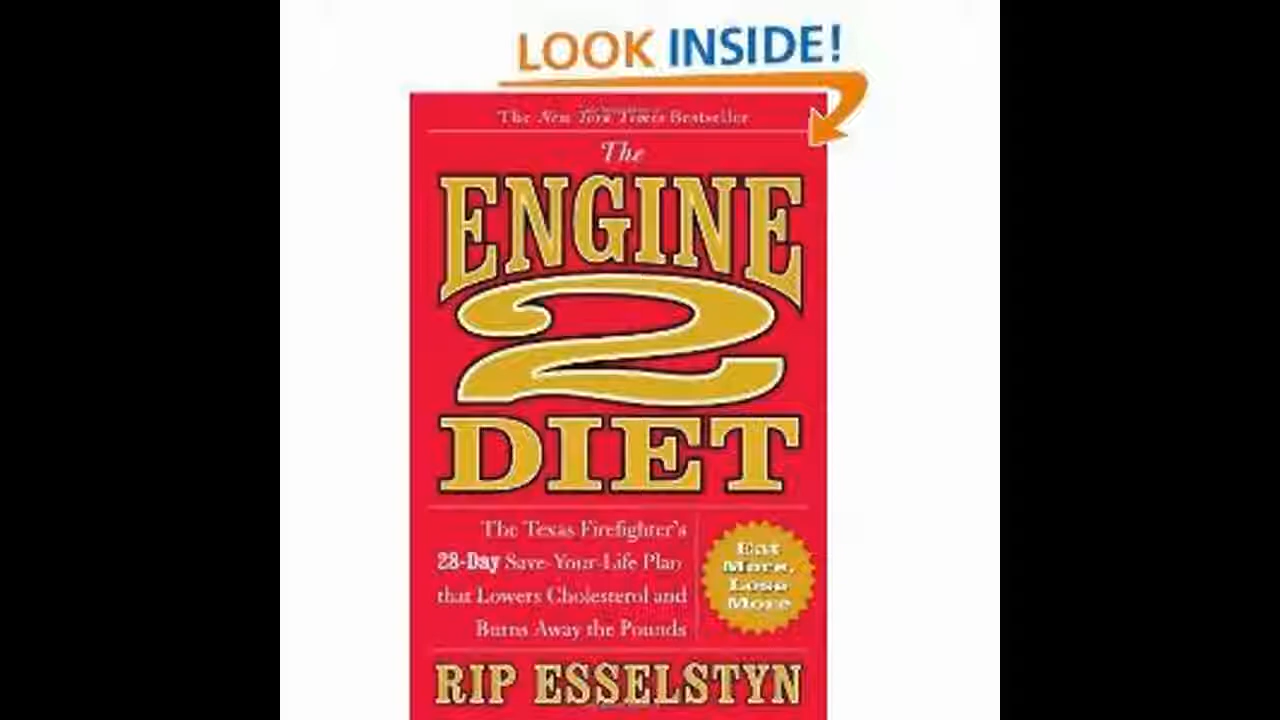 LOOK INSIDE!
The New York Times Bestseller
The
ENGINE
2
DIET
The Texas Firefighter's
28-Day Save-Your-Life Plan
that Lowers Cholesterol and
Burns Away the Pounds
Eat
More,
Lose
More
RIP ESSELSTYN